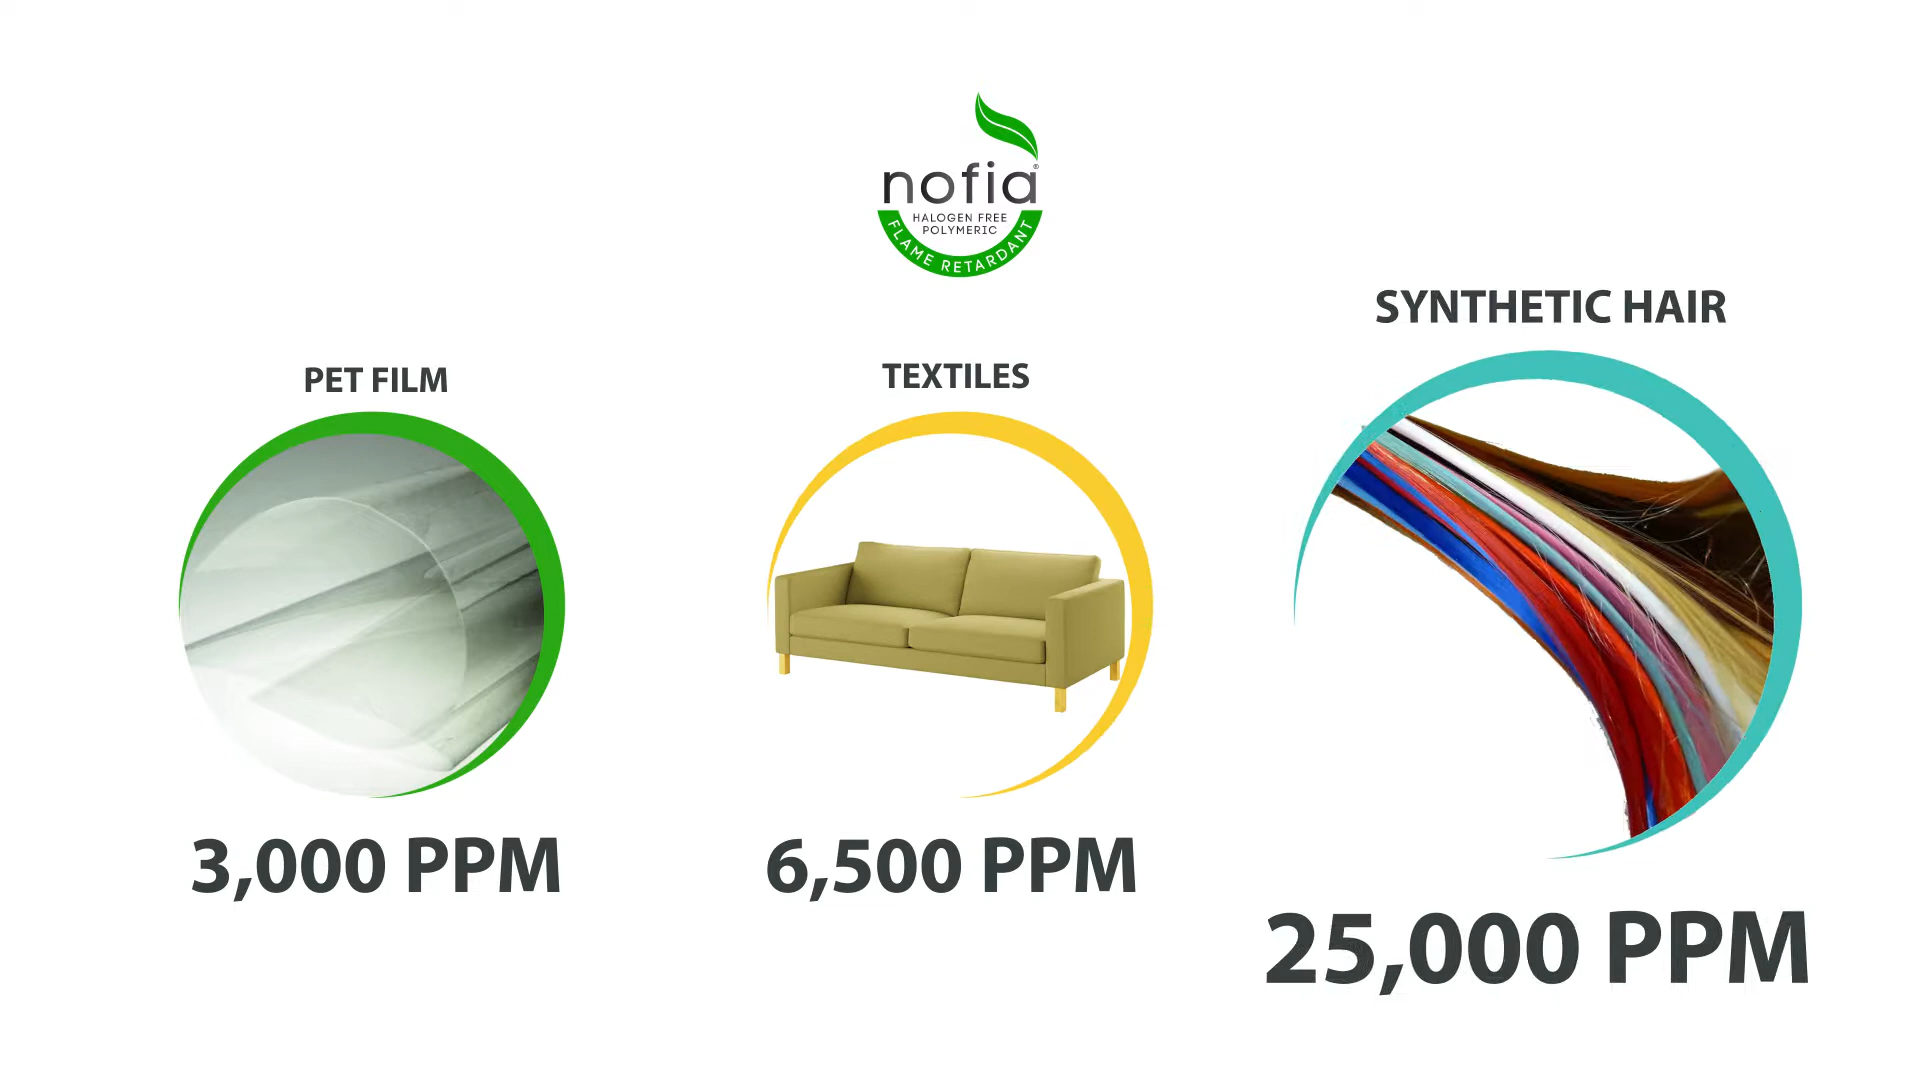 nofia®
HALOGEN FREE
POLYMERIC
FLAME RETARDANT
PET FILM
3,000 PPM
TEXTILES
6,500 PPM
SYNTHETIC HAIR
25,000 PPM